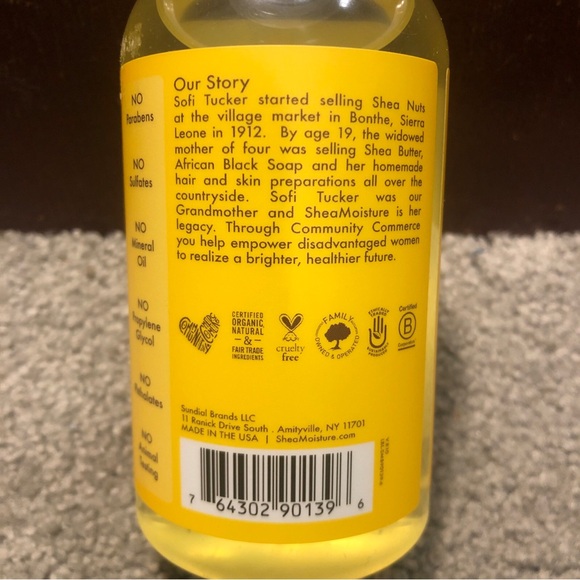 Our Story
Sofi Tucker started selling Shea Nuts
at the village market in Bonthe, Sierra
Leone in 1912. By age 19, the widowed
mother of four was selling Shea Butter,
African Black Soap and her homemade
hair and skin preparations all over the
countryside. Sofi Tucker was our
Grandmother and SheaMoisture is her
legacy. Through Community Commerce
you help empower disadvantaged women
to realize a brighter, healthier future.
NO
Parabens
NO
Sulfates
NO
Mineral
Oil
NO
Propylene
Glycol
NO
Phthalates
NO
Animal
Testing
CERTIFIED
ORGANIC
NATURAL
&
FAIR TRADE
INGREDIENTS
cruelty
free
FAMILY
OWNED & OPERATED
ETHICALLY
TRADED
Certified
B
Corporation
Sundial Brands LLC
11 Ranick Drive South . Amityville, NY 11701
MADE IN THE USA | SheaMoisture.com
7 64302 90139 6